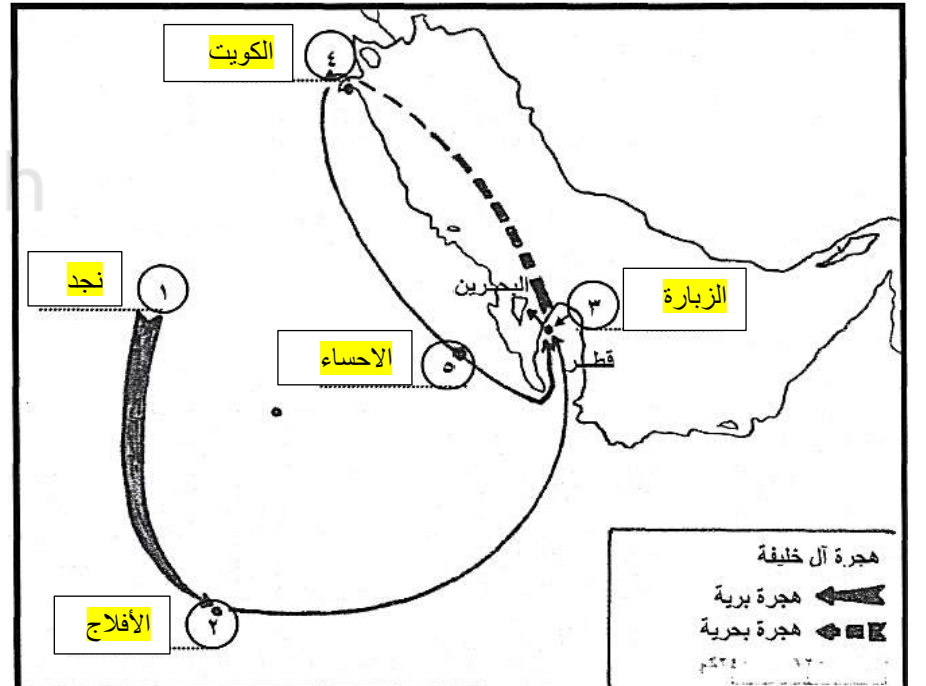 الكويت
٤
نجد
١
البحرين
٣
الزبارة
قطر
الاحساء
٥
الأفلاج
٢
هجرة آل خليفة
هجرة برية
هجرة بحرية
h